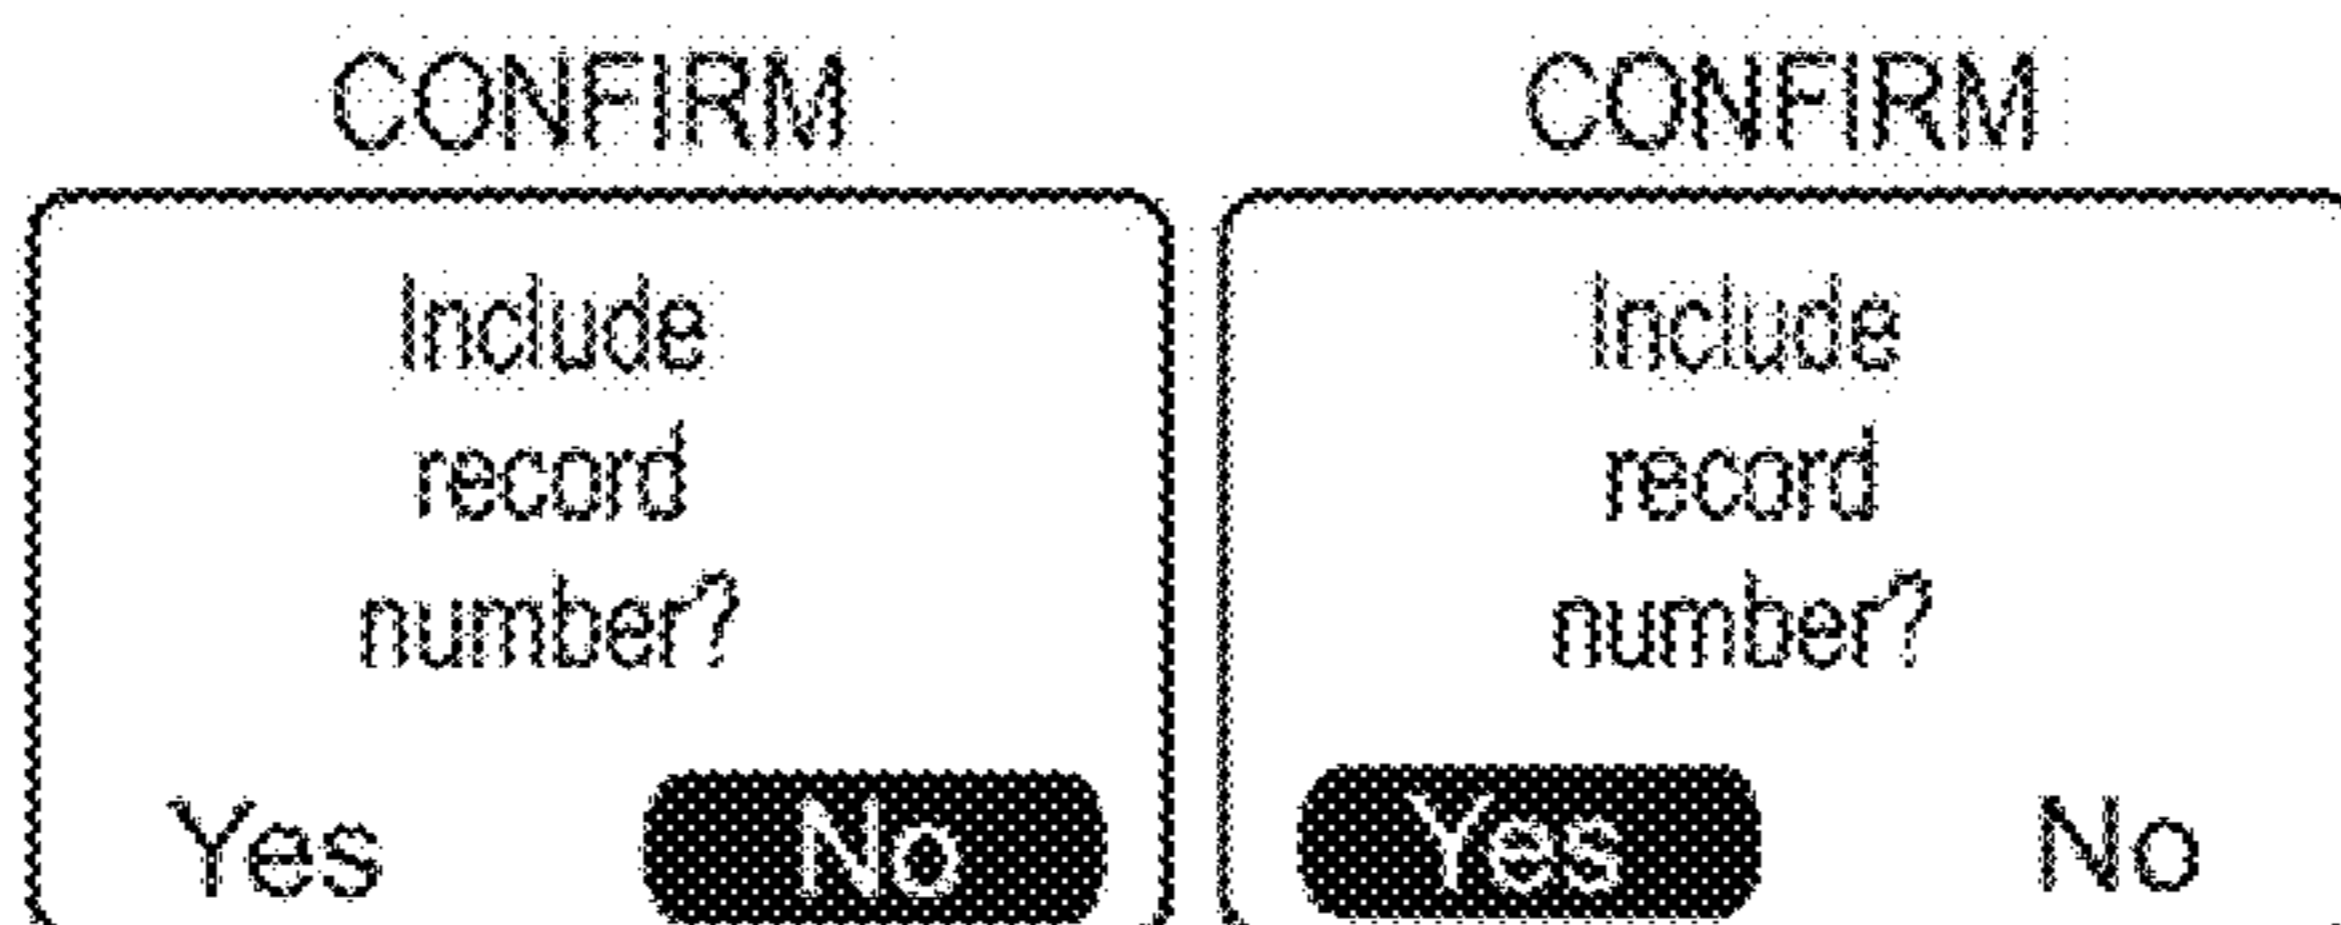 CONFIRM
Include
record
number?
Yes No
CONFIRM
Include
record
number?
Yes No